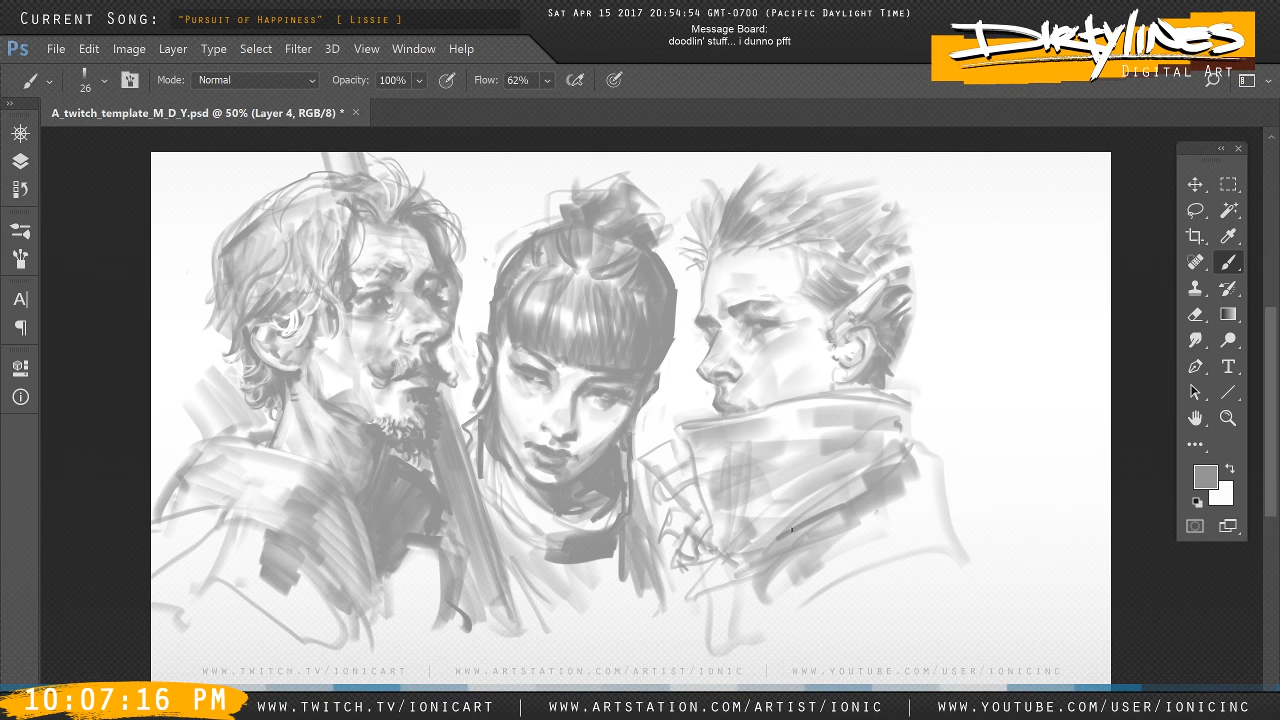 Current Song: "Pursuit of Happiness" [ Lissie ]
Sat Apr 15 2017 20:54:54 GMT-0700 (Pacific Daylight Time)
Message Board:
doodlin' stuff... i dunno pfft
Dirtylines
Digital Art
Ps File Edit Image Layer Type Select Filter 3D View Window Help
26 Mode: Normal Opacity: 100% Flow: 62%
A_twitch_template_M_D_Y.psd @ 50% (Layer 4, RGB/8) * ×
www.twitch.tv/ionicart | www.artstation.com/artist/ionic | www.youtube.com/user/ionicinc
10:07:16 PM
www.twitch.tv/ionicart | www.artstation.com/artist/ionic | www.youtube.com/user/ionicinc